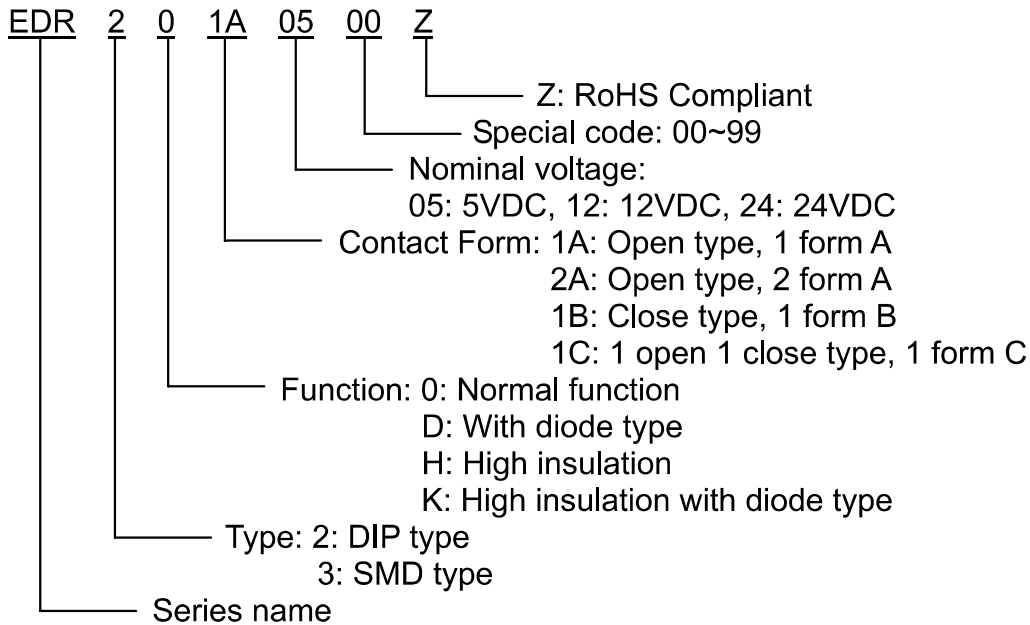 EDR 2 0 1A 05 00 Z
Z: RoHS Compliant
Special code: 00~99
Nominal voltage:
05: 5VDC, 12: 12VDC, 24: 24VDC
Contact Form: 1A: Open type, 1 form A
2A: Open type, 2 form A
1B: Close type, 1 form B
1C: 1 open 1 close type, 1 form C
Function: 0: Normal function
D: With diode type
H: High insulation
K: High insulation with diode type
Type: 2: DIP type
3: SMD type
Series name